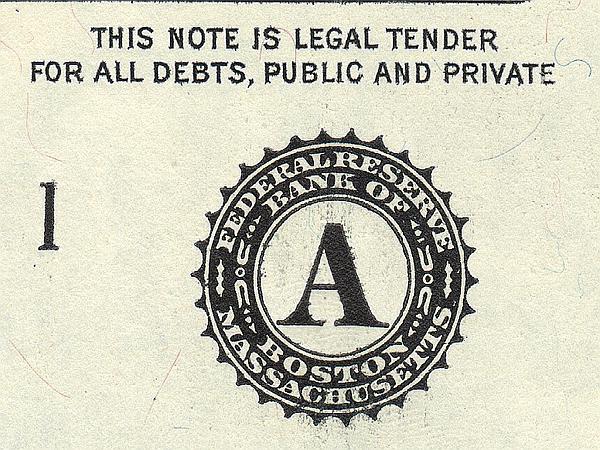 THIS NOTE IS LEGAL TENDER
FOR ALL DEBTS, PUBLIC AND PRIVATE
1
FEDERAL RESERVE
BANK OF
A
BOSTON
MASSACHUSETTS